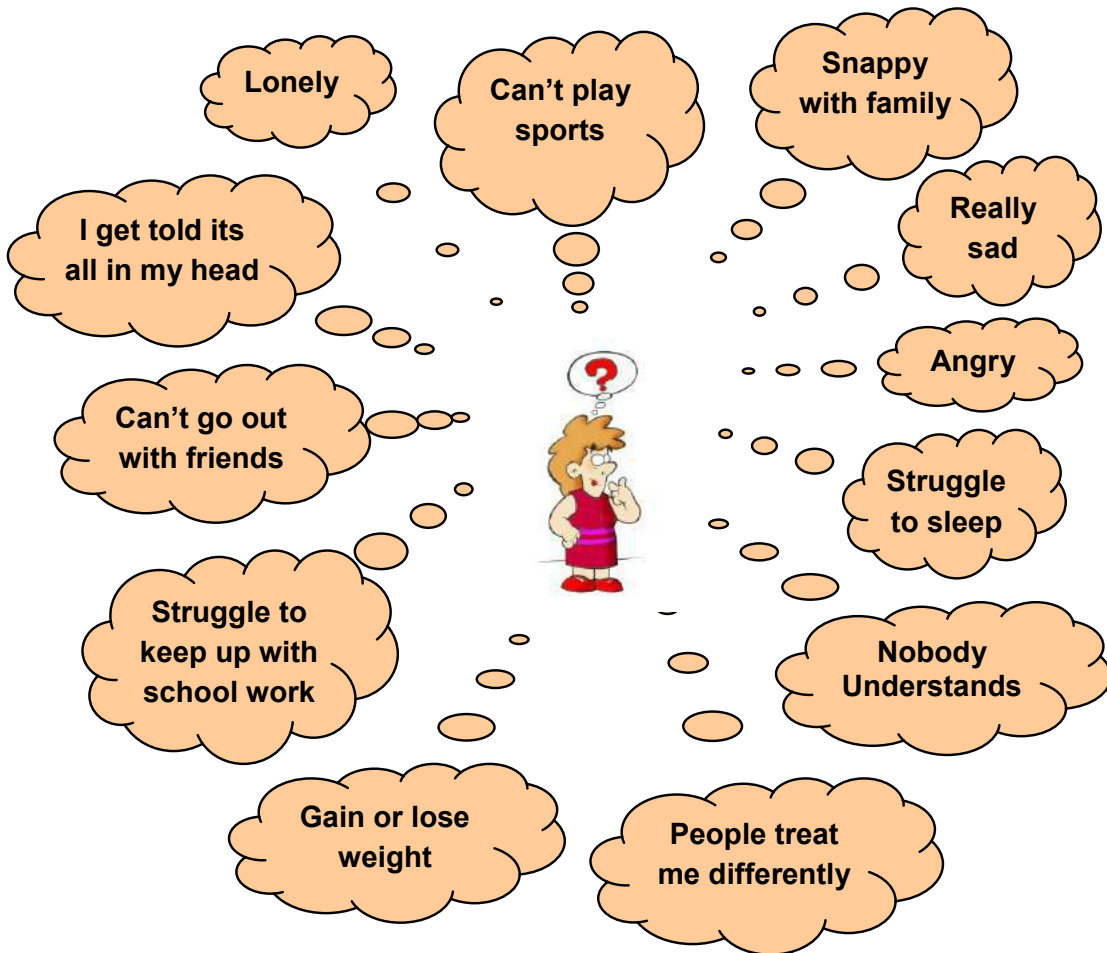 Lonely
Can't play
sports
Snappy
with family
Really
sad
I get told its
all in my head
?
Angry
Can't go out
with friends
Struggle
to sleep
Struggle to
keep up with
school work
Nobody
Understands
Gain or lose
weight
People treat
me differently